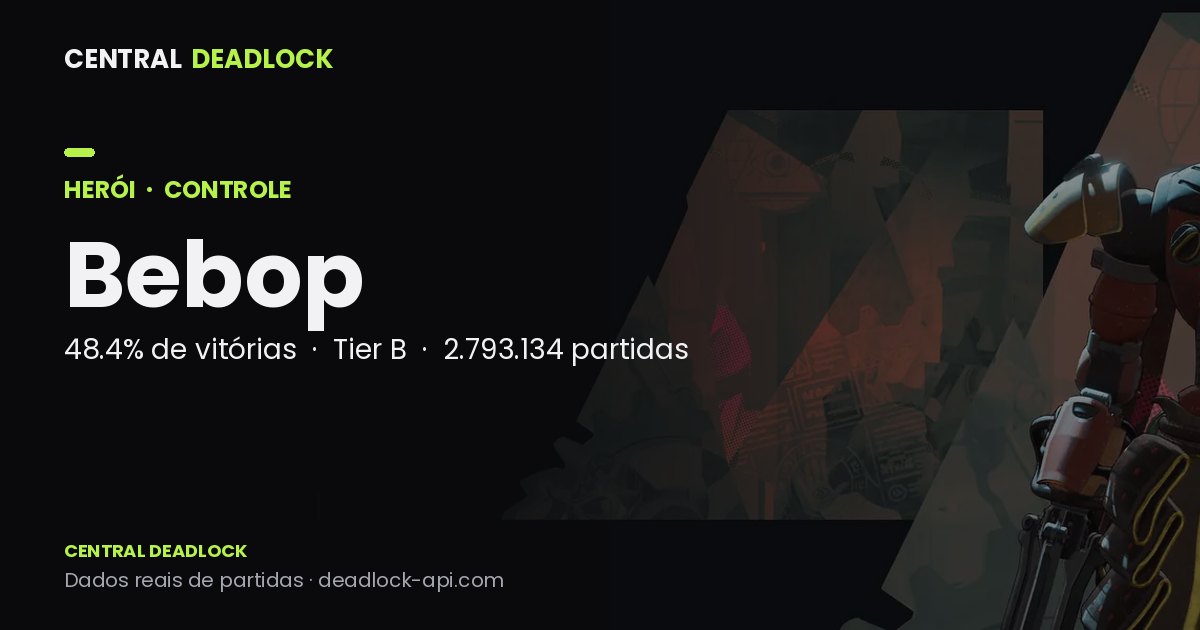 CENTRAL DEADLOCK
HERÓI · CONTROLE
Bebop
48.4% de vitórias · Tier B · 2.793.134 partidas
CENTRAL DEADLOCK
Dados reais de partidas · deadlock-api.com